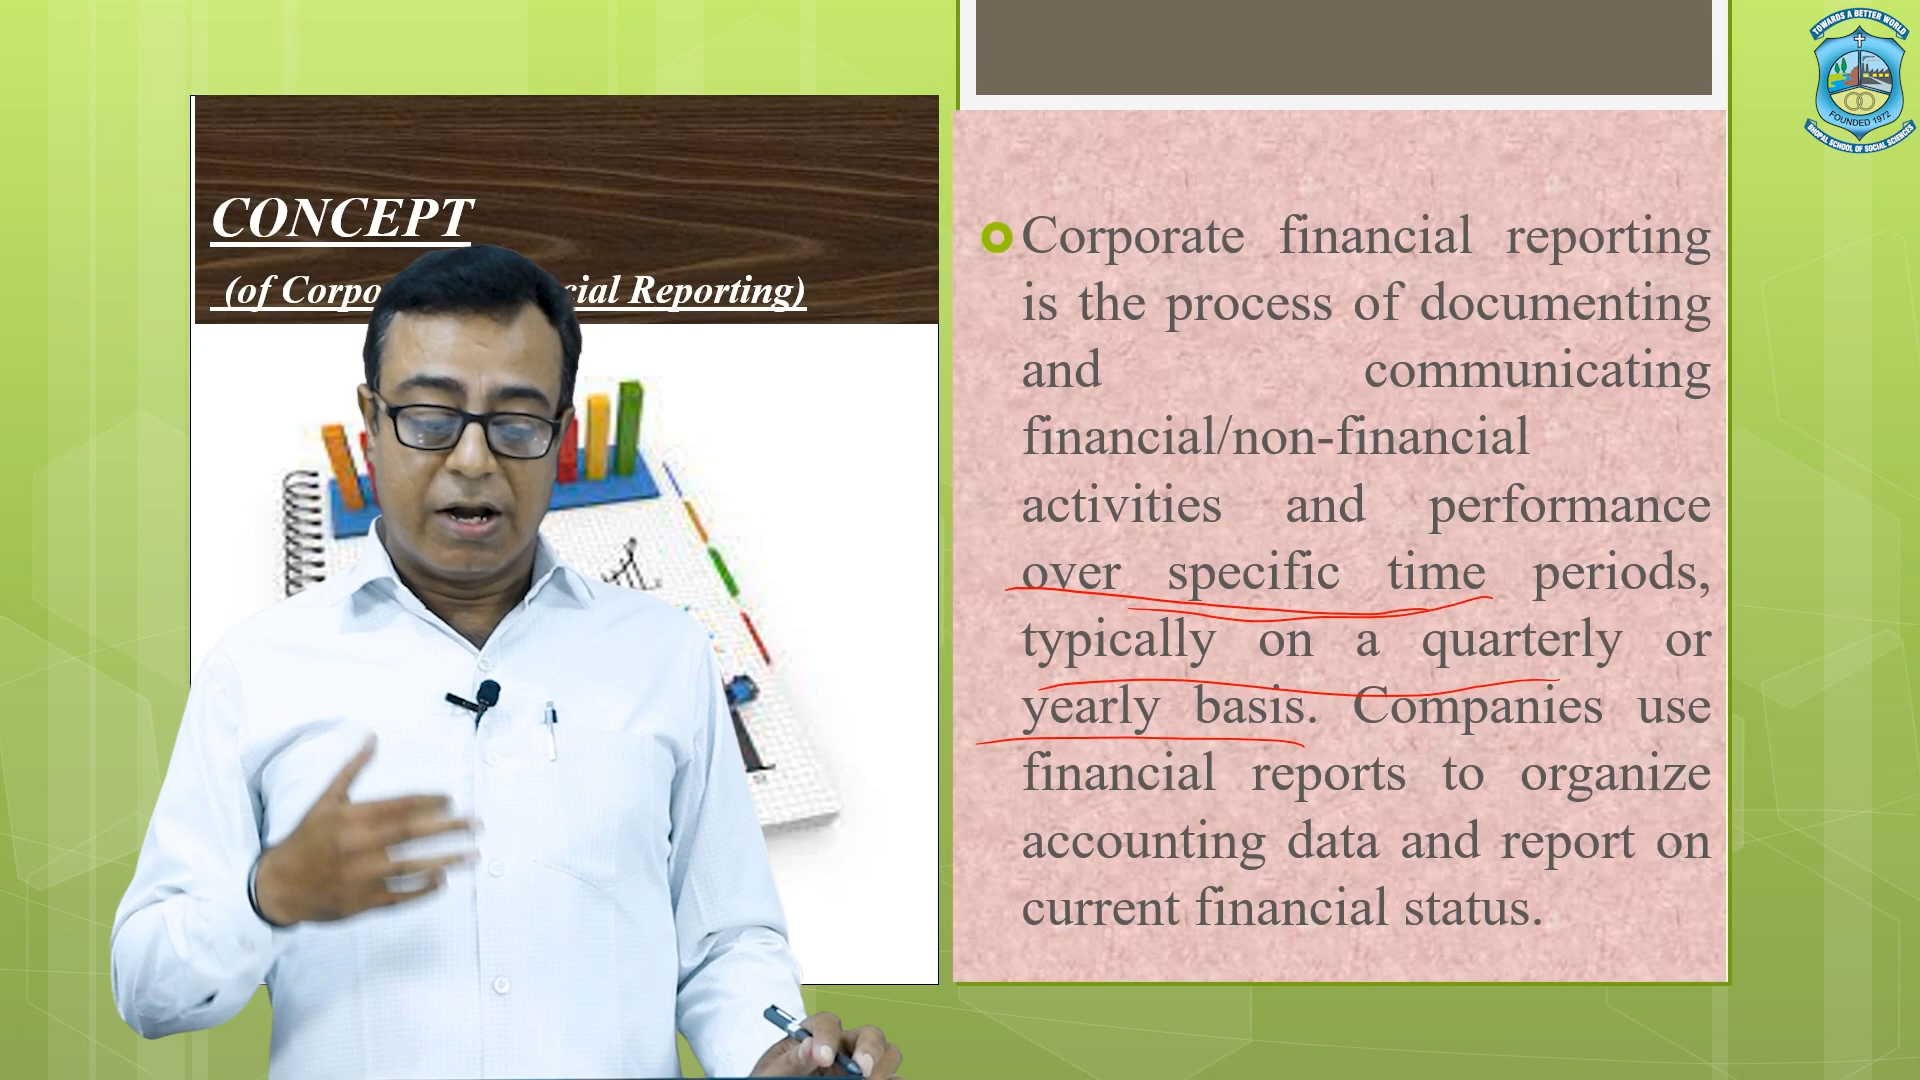 CONCEPT
(of Corpo cial Reporting)
Corporate financial reporting
is the process of documenting
and communicating
financial/non-financial
activities and performance
over specific time periods,
typically on a quarterly or
yearly basis. Companies use
financial reports to organize
accounting data and report on
current financial status.
TOWARDS A BETTER WORLD
FOUNDED 1972
BHOPAL SCHOOL OF SOCIAL SCIENCES